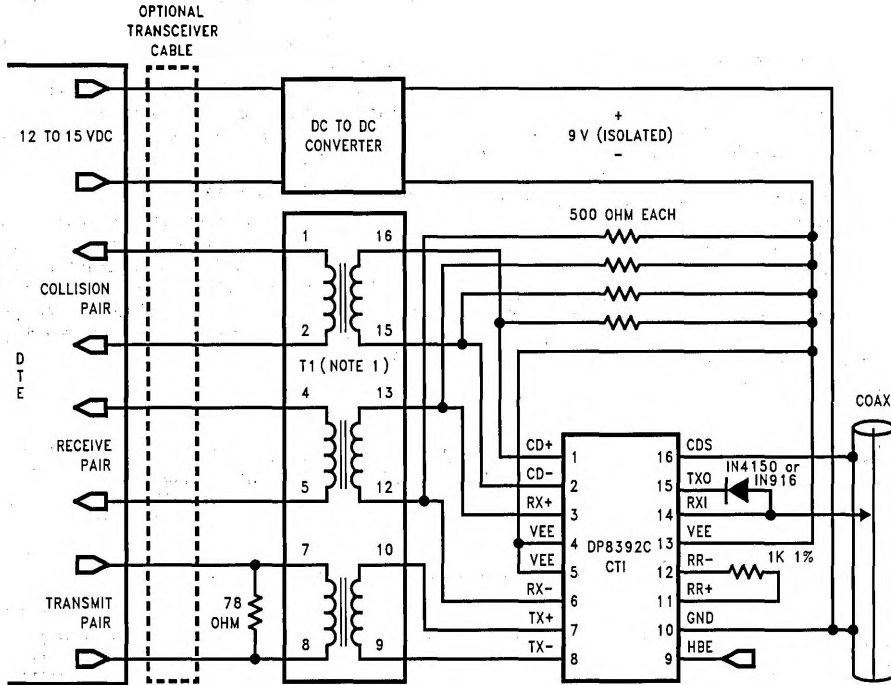 OPTIONAL
TRANSCEIVER
CABLE
12 TO 15 VDC
DC TO DC
CONVERTER
+
9 V (ISOLATED)
−
500 OHM EACH
1
16
COLLISION
PAIR
2
15
T1 (NOTE 1)
D
T
E
4
13
COAX
RECEIVE
PAIR
5
12
7
10
TRANSMIT
PAIR
78
OHM
8
9
CD+
1
CD-
2
RX+
3
VEE
4
VEE
5
RX-
6
TX+
7
TX-
8
DP8392C
CTI
16
CDS
15
TXO
IN4150 or
IN916
14
RXI
13
VEE
12
RR-
1K 1%
11
RR+
10
GND
9
HBE